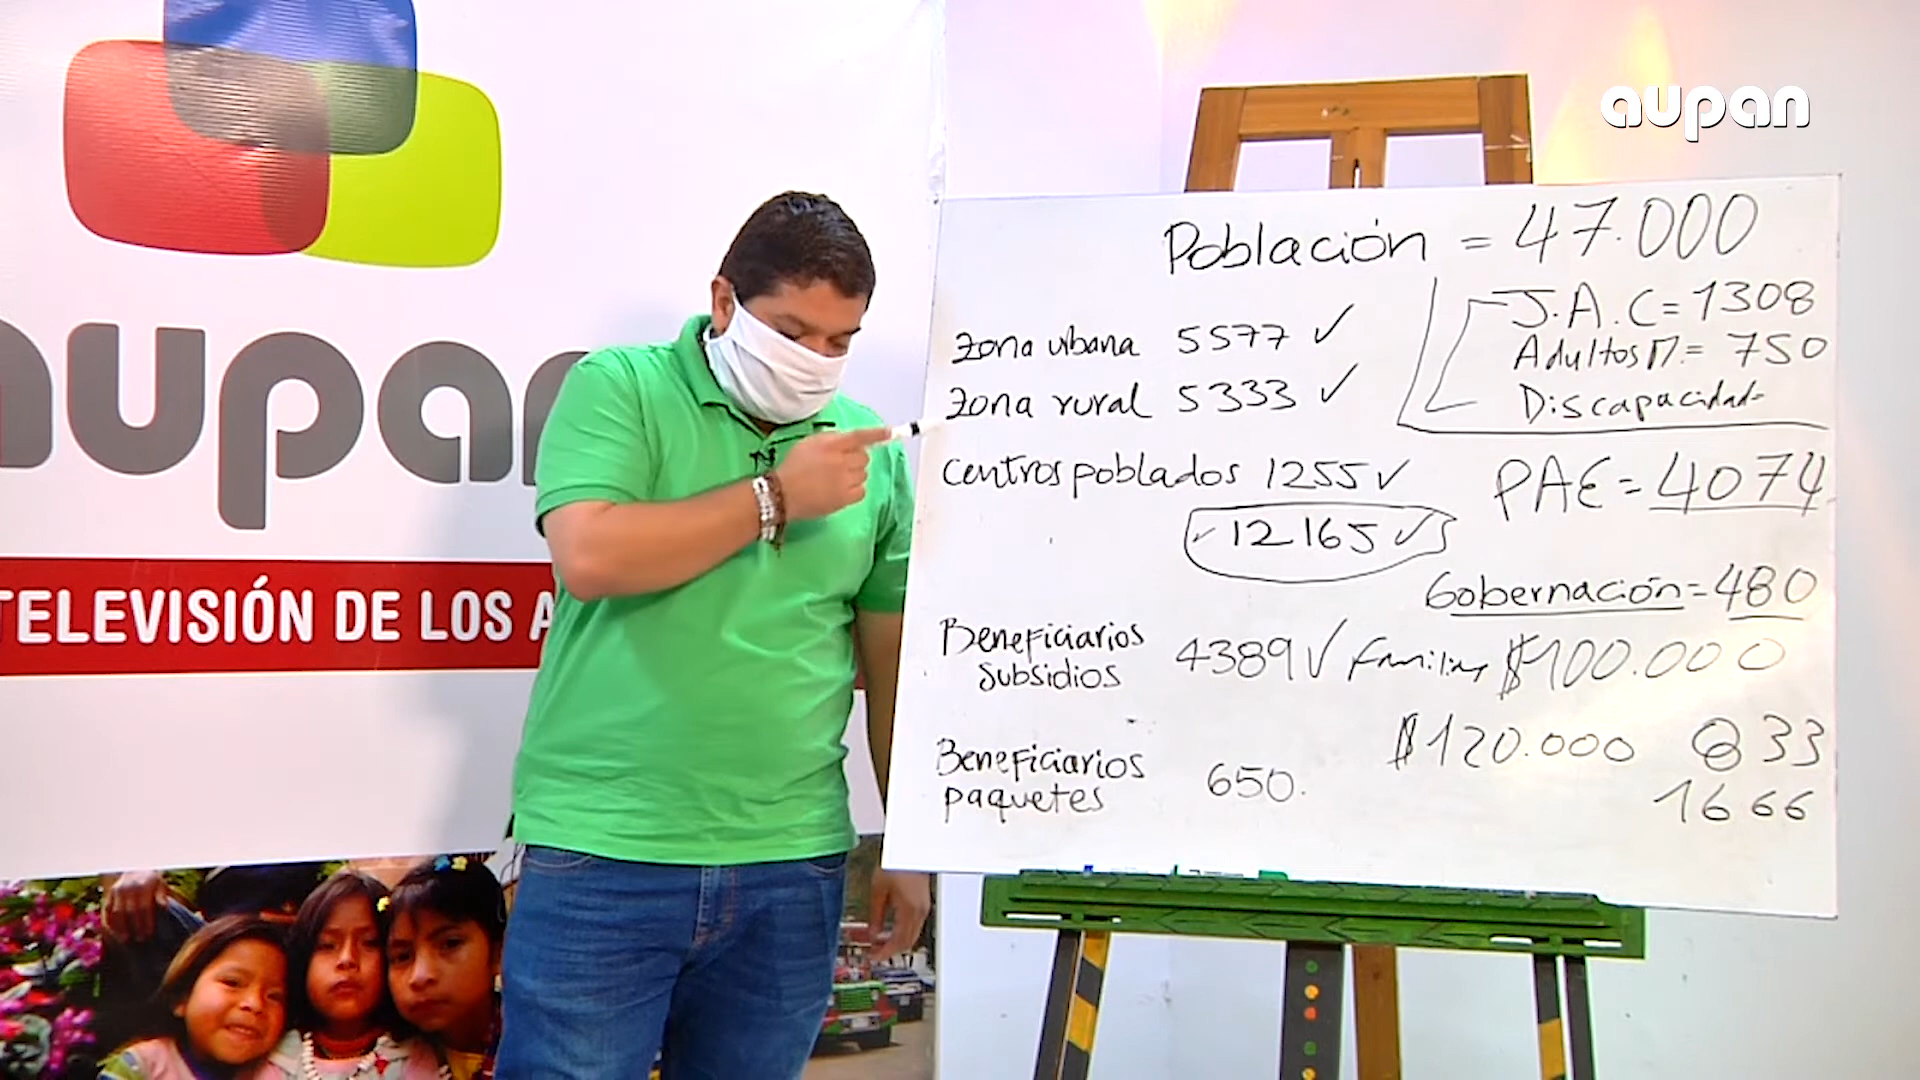 aupan
aupan
TELEVISIÓN DE LOS A
Población = 47.000
zona urbana 5577 ✓
zona rural 5333 ✓
centros poblados 1255 ✓
✓ 12165 ✓
J.A.C = 1308
Adultos M. = 750
Discapacidad
PAE = 4074
Gobernación = 480
Beneficiarios
subsidios
4389 ✓ familias $100.000
Beneficiarios
paquetes
650.
$120.000
33
1666